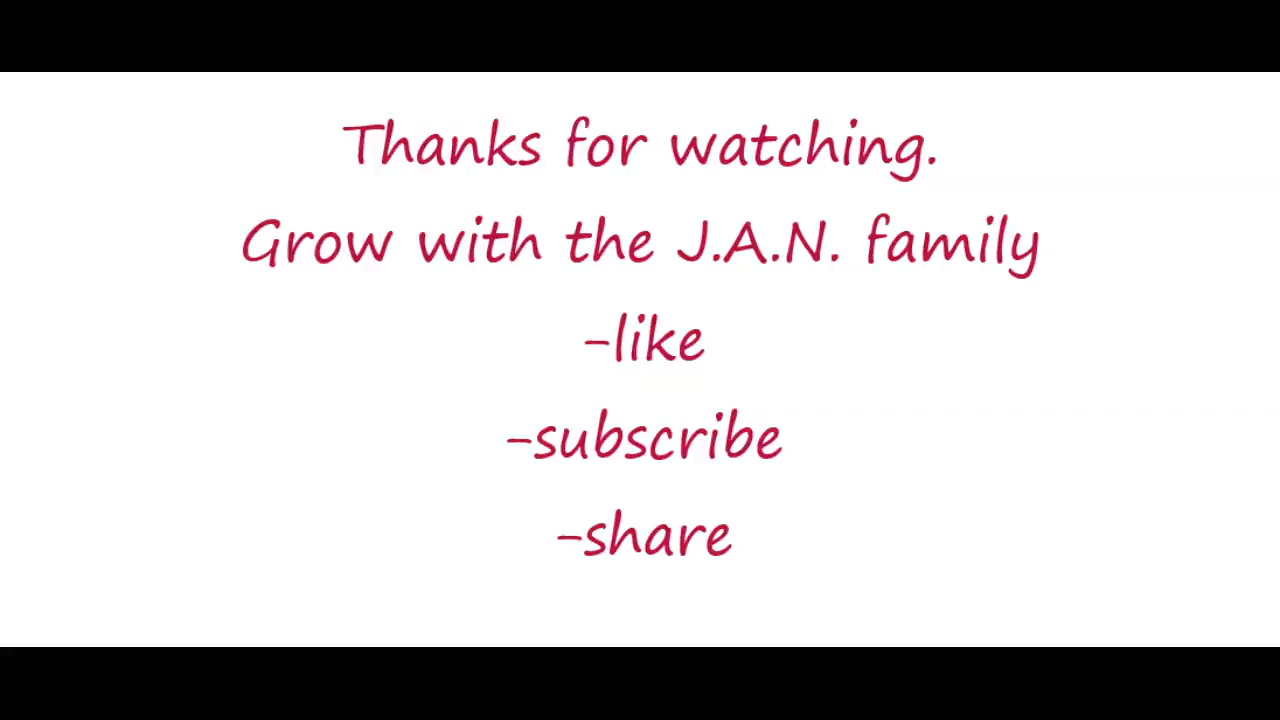 Thanks for watching.
Grow with the J.A.N. family
-like
-subscribe
-share